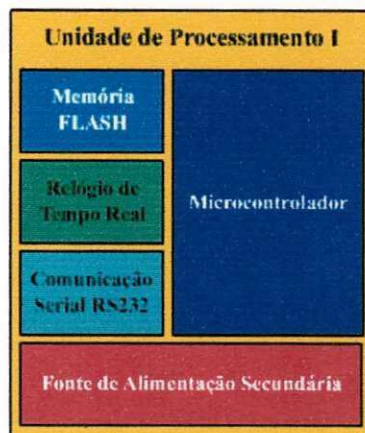 Unidade de Processamento I
Memória
FLASH
Relógio de
Tempo Real
Microcontrolador
Comunicação
Serial RS232
Fonte de Alimentação Secundária